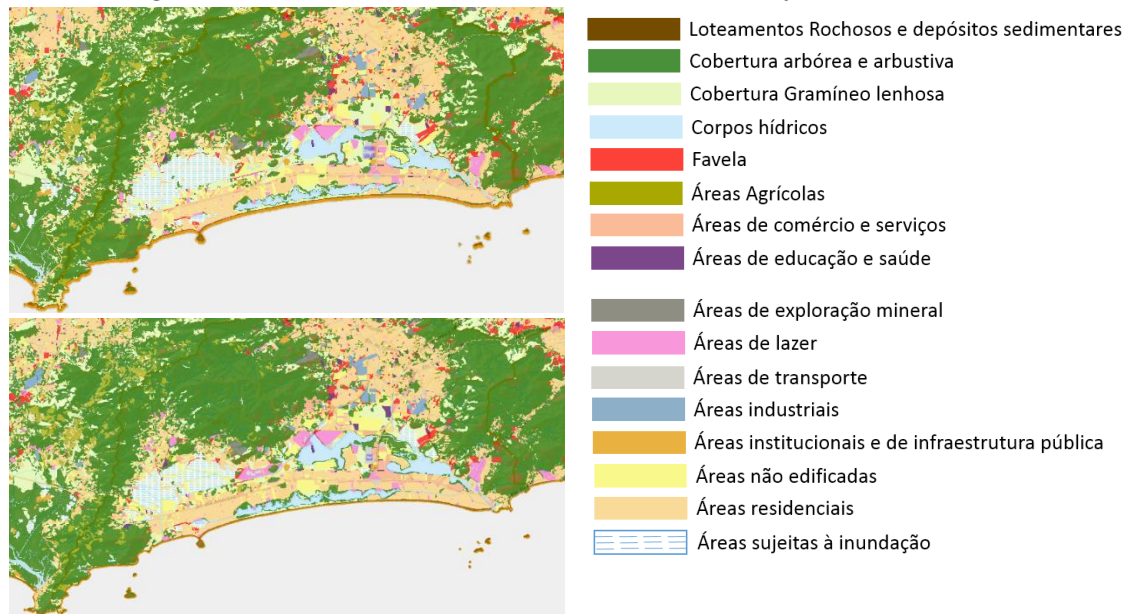 Loteamentos Rochosos e depósitos sedimentares
Cobertura arbórea e arbustiva
Cobertura Gramíneo lenhosa
Corpos hídricos
Favela
Áreas Agrícolas
Áreas de comércio e serviços
Áreas de educação e saúde
Áreas de exploração mineral
Áreas de lazer
Áreas de transporte
Áreas industriais
Áreas institucionais e de infraestrutura pública
Áreas não edificadas
Áreas residenciais
Áreas sujeitas à inundação